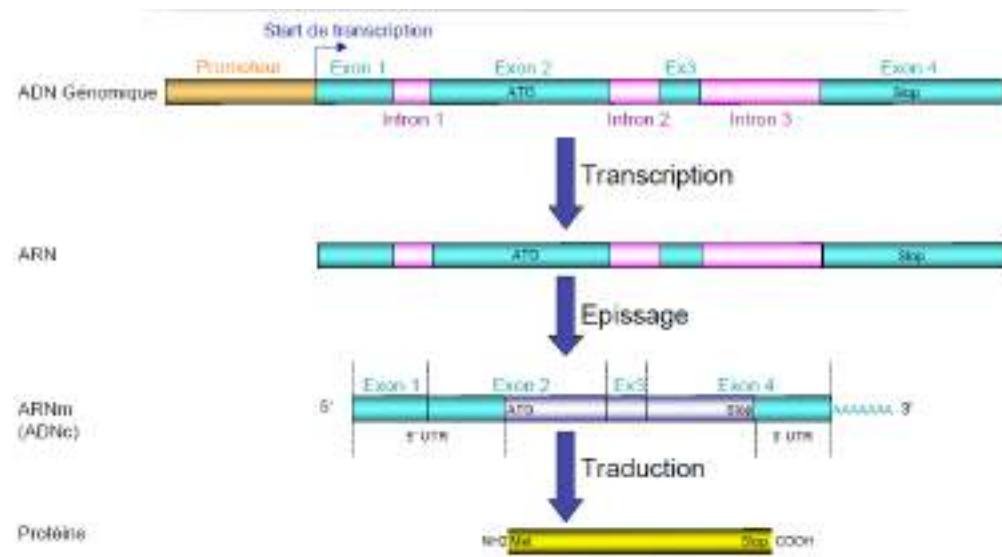 Start de transcription
Promoteur Exon 1 Exon 2 Ex3 Exon 4
ADN Génomique ATG Stop
Intron 1 Intron 2 Intron 3
Transcription
ARN ATG Stop
Epissage
Exon 1 Exon 2 Ex3 Exon 4
5' ATG Stop AAAAAAA 3'
ARNm
(ADNc)
5' UTR 3' UTR
Traduction
Protéine NH2 Met Stop COOH